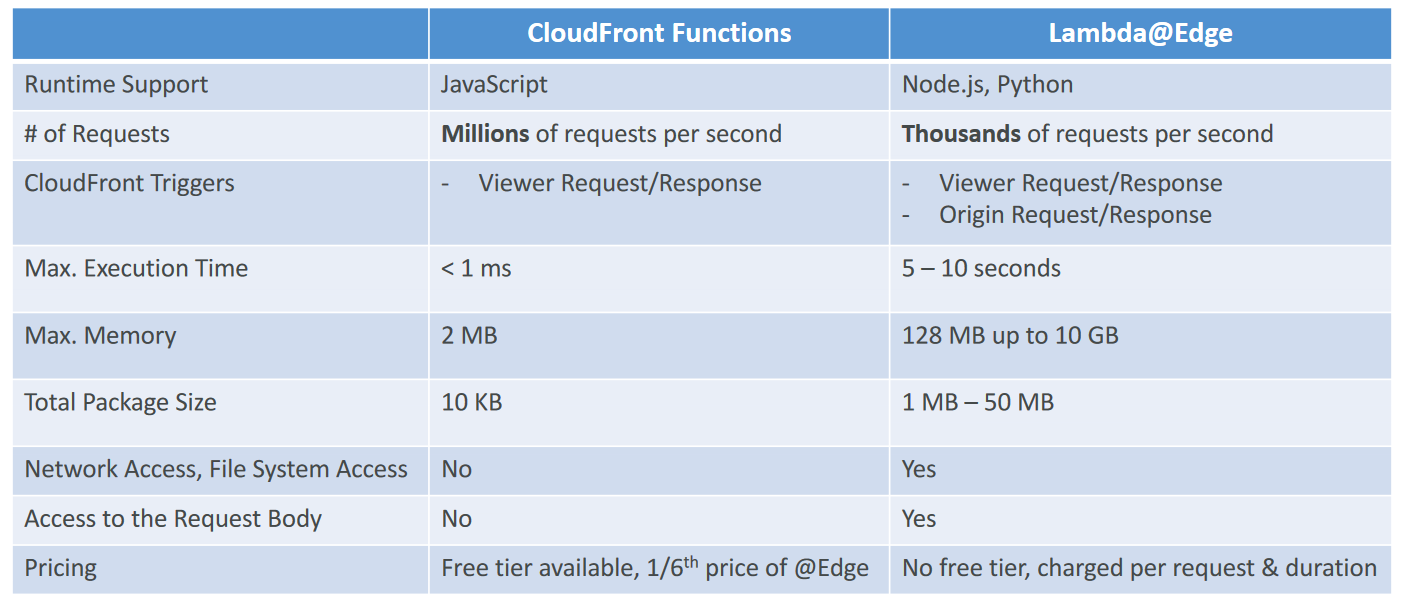 CloudFront Functions Lambda@Edge
Runtime Support JavaScript Node.js, Python
# of Requests Millions of requests per second Thousands of requests per second
CloudFront Triggers - Viewer Request/Response - Viewer Request/Response
- Origin Request/Response
Max. Execution Time < 1 ms 5 – 10 seconds
Max. Memory 2 MB 128 MB up to 10 GB
Total Package Size 10 KB 1 MB – 50 MB
Network Access, File System Access No Yes
Access to the Request Body No Yes
Pricing Free tier available, 1/6th price of @Edge No free tier, charged per request & duration